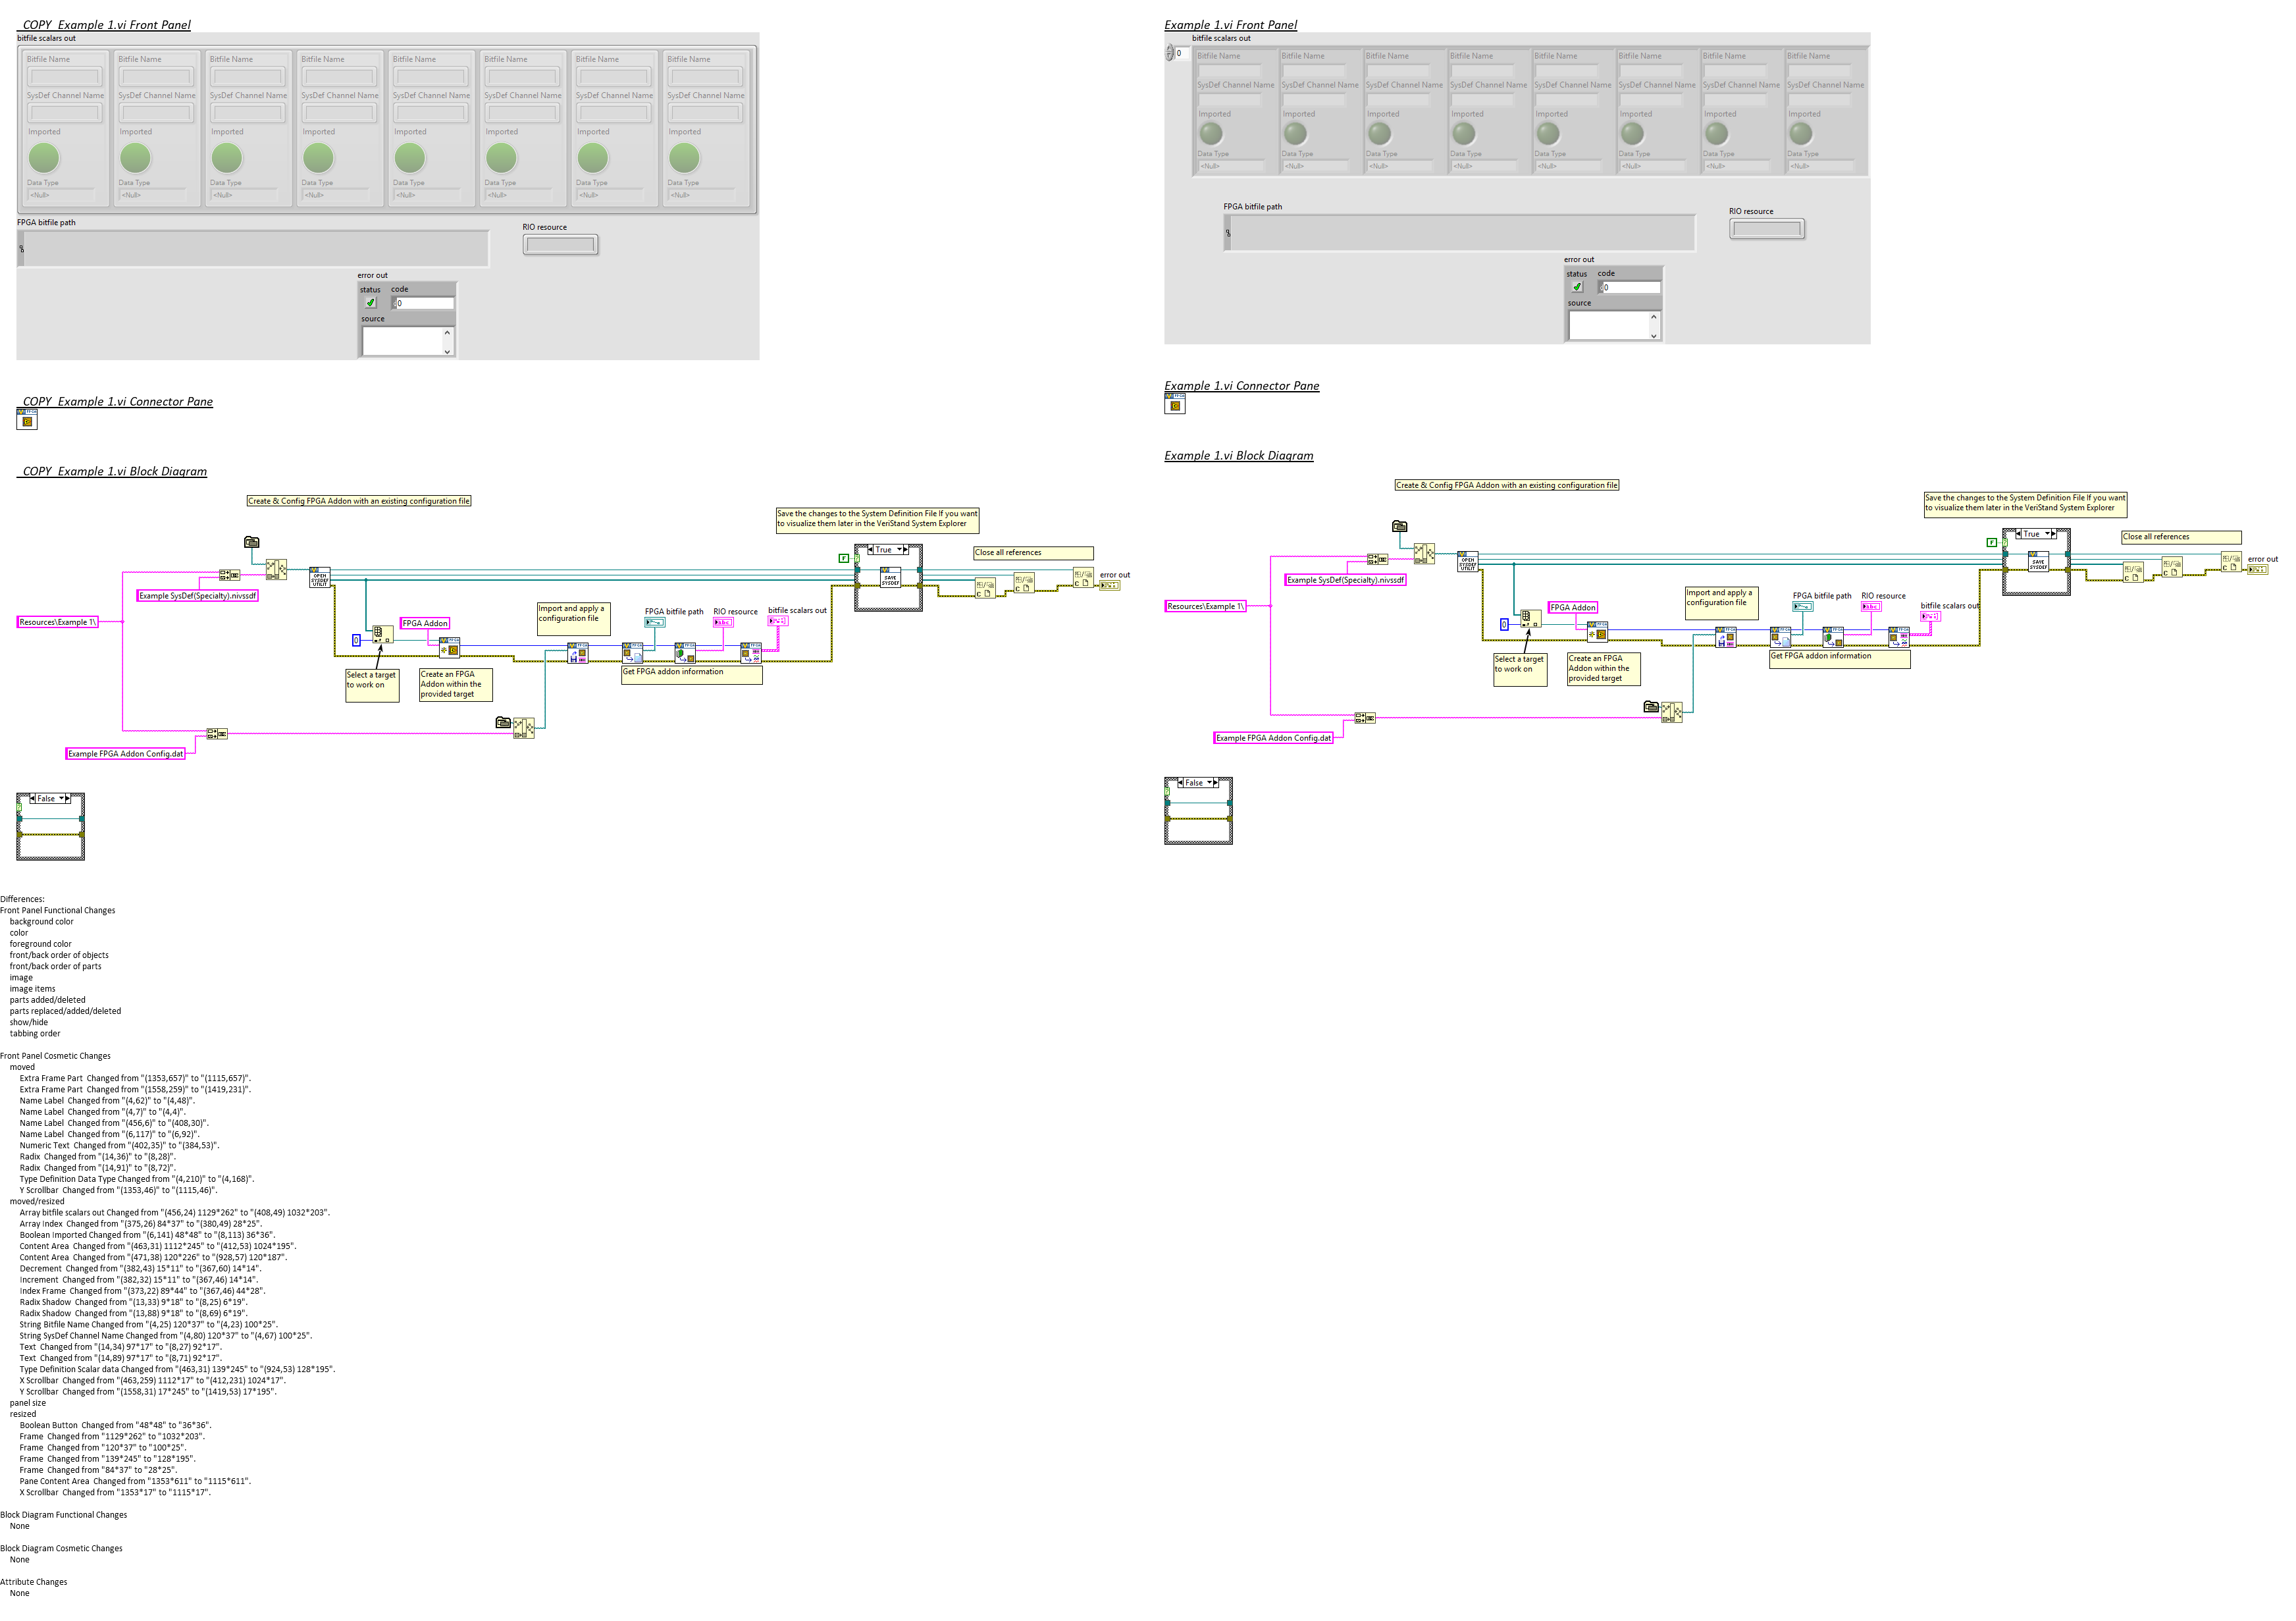 _COPY_Example 1.vi Front Panel
bitfile scalars out
Bitfile Name Bitfile Name Bitfile Name Bitfile Name Bitfile Name Bitfile Name Bitfile Name Bitfile Name
SysDef Channel Name SysDef Channel Name SysDef Channel Name SysDef Channel Name SysDef Channel Name SysDef Channel Name SysDef Channel Name SysDef Channel Name
Imported Imported Imported Imported Imported Imported Imported Imported
Data Type Data Type Data Type Data Type Data Type Data Type Data Type Data Type
<Null> <Null> <Null> <Null> <Null> <Null> <Null> <Null>
FPGA bitfile path
RIO resource
error out
status code
0
source
_COPY_Example 1.vi Connector Pane
_COPY_Example 1.vi Block Diagram
Create & Config FPGA Addon with an existing configuration file
Save the changes to the System Definition File If you want
to visualize them later in the VeriStand System Explorer
True
Close all references
F
OPEN
SYSDEF
UTILIT
SAVE
SYSDEF
error out
Example SysDef(Specialty).nivssdf
Resources\Example 1\
Import and apply a
configuration file
FPGA bitfile path RIO resource bitfile scalars out
FPGA Addon
0
Select a target
to work on
Create an FPGA
Addon within the
provided target
Get FPGA addon information
Example FPGA Addon Config.dat
False
Example 1.vi Front Panel
bitfile scalars out
0
Bitfile Name Bitfile Name Bitfile Name Bitfile Name Bitfile Name Bitfile Name Bitfile Name Bitfile Name
SysDef Channel Name SysDef Channel Name SysDef Channel Name SysDef Channel Name SysDef Channel Name SysDef Channel Name SysDef Channel Name SysDef Channel Name
Imported Imported Imported Imported Imported Imported Imported Imported
Data Type Data Type Data Type Data Type Data Type Data Type Data Type Data Type
<Null> <Null> <Null> <Null> <Null> <Null> <Null> <Null>
FPGA bitfile path
RIO resource
error out
status code
0
source
Example 1.vi Connector Pane
Example 1.vi Block Diagram
Create & Config FPGA Addon with an existing configuration file
Save the changes to the System Definition File If you want
to visualize them later in the VeriStand System Explorer
True
Close all references
F
OPEN
SYSDEF
UTILIT
SAVE
SYSDEF
error out
Example SysDef(Specialty).nivssdf
Resources\Example 1\
Import and apply a
configuration file
FPGA bitfile path RIO resource bitfile scalars out
FPGA Addon
0
Select a target
to work on
Create an FPGA
Addon within the
provided target
Get FPGA addon information
Example FPGA Addon Config.dat
False
Differences:
Front Panel Functional Changes
background color
color
foreground color
front/back order of objects
front/back order of parts
image
image items
parts added/deleted
parts replaced/added/deleted
show/hide
tabbing order
Front Panel Cosmetic Changes
moved
Extra Frame Part Changed from "(1353,657)" to "(1115,657)".
Extra Frame Part Changed from "(1558,259)" to "(1419,231)".
Name Label Changed from "(4,62)" to "(4,48)".
Name Label Changed from "(4,7)" to "(4,4)".
Name Label Changed from "(456,6)" to "(408,30)".
Name Label Changed from "(6,117)" to "(6,92)".
Numeric Text Changed from "(402,35)" to "(384,53)".
Radix Changed from "(14,36)" to "(8,28)".
Radix Changed from "(14,91)" to "(8,72)".
Type Definition Data Type Changed from "(4,210)" to "(4,168)".
Y Scrollbar Changed from "(1353,46)" to "(1115,46)".
moved/resized
Array bitfile scalars out Changed from "(456,24) 1129*262" to "(408,49) 1032*203".
Array Index Changed from "(375,26) 84*37" to "(380,49) 28*25".
Boolean Imported Changed from "(6,141) 48*48" to "(8,113) 36*36".
Content Area Changed from "(463,31) 1112*245" to "(412,53) 1024*195".
Content Area Changed from "(471,38) 120*226" to "(928,57) 120*187".
Decrement Changed from "(382,43) 15*11" to "(367,60) 14*14".
Increment Changed from "(382,32) 15*11" to "(367,46) 14*14".
Index Frame Changed from "(373,22) 89*44" to "(367,46) 44*28".
Radix Shadow Changed from "(13,33) 9*18" to "(8,25) 6*19".
Radix Shadow Changed from "(13,88) 9*18" to "(8,69) 6*19".
String Bitfile Name Changed from "(4,25) 120*37" to "(4,23) 100*25".
String SysDef Channel Name Changed from "(4,80) 120*37" to "(4,67) 100*25".
Text Changed from "(14,34) 97*17" to "(8,27) 92*17".
Text Changed from "(14,89) 97*17" to "(8,71) 92*17".
Type Definition Scalar data Changed from "(463,31) 139*245" to "(924,53) 128*195".
X Scrollbar Changed from "(463,259) 1112*17" to "(412,231) 1024*17".
Y Scrollbar Changed from "(1558,31) 17*245" to "(1419,53) 17*195".
panel size
resized
Boolean Button Changed from "48*48" to "36*36".
Frame Changed from "1129*262" to "1032*203".
Frame Changed from "120*37" to "100*25".
Frame Changed from "139*245" to "128*195".
Frame Changed from "84*37" to "28*25".
Pane Content Area Changed from "1353*611" to "1115*611".
X Scrollbar Changed from "1353*17" to "1115*17".
Block Diagram Functional Changes
None
Block Diagram Cosmetic Changes
None
Attribute Changes
None